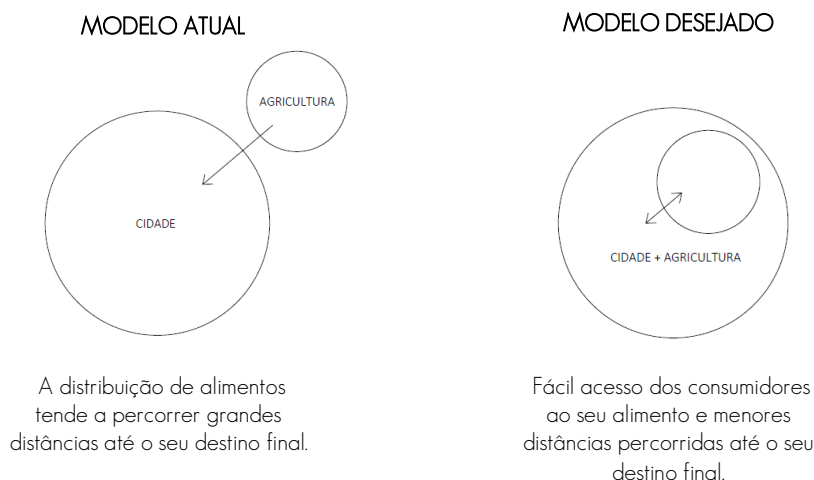 MODELO ATUAL
AGRICULTURA
CIDADE
A distribuição de alimentos
tende a percorrer grandes
distâncias até o seu destino final.
MODELO DESEJADO
CIDADE + AGRICULTURA
Fácil acesso dos consumidores
ao seu alimento e menores
distâncias percorridas até o seu
destino final.